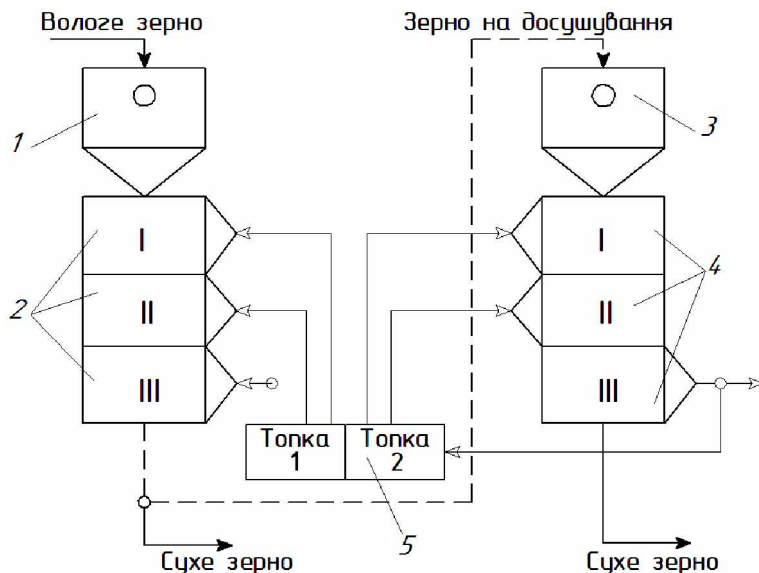 Вологе зерно
Зерно на досушування
1
3
I
I
2
4
II
II
III
III
Топка 1
Топка 2
5
Сухе зерно
Сухе зерно